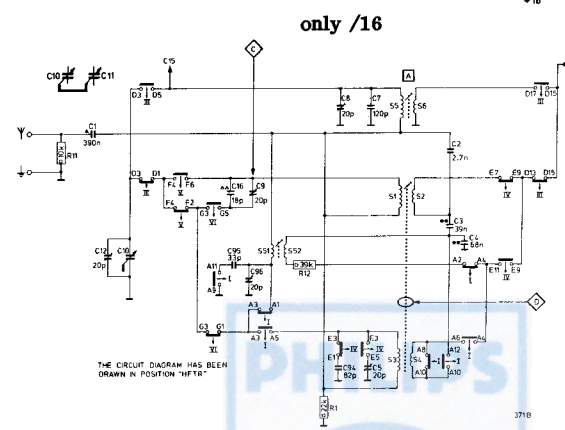 only /16
C
C15
A
C10
C11
D3 D5
III
C8
20p
C7
120p
S5 S6
D17 D15
III
C1
390n
10k
R11
C2
2.7n
D3 D1
III
F4 F6
V
F4 F2
V
C16
18p
C9
20p
G3 G5
VI
S1 S2
E7 E9
IV
D13 D15
III
C3
39n
C12
20p
C10
C95
33p
S51 S52
C4
68n
A11
A9
I
C96
20p
39k
R12
A2 A4
I
E11 E9
IV
D
A3 A1
I
G3 G1
VI
A3 A5
I
E3
E1
IV
E3
E5
IV
S3
S4
A8
A10
I
A12
A10
I
A6 A4
I
C94
82p
C5
20p
THE CIRCUIT DIAGRAM HAS BEEN
DRAWN IN POSITION "HFTR"
22k
R1
PHILIPS
371B